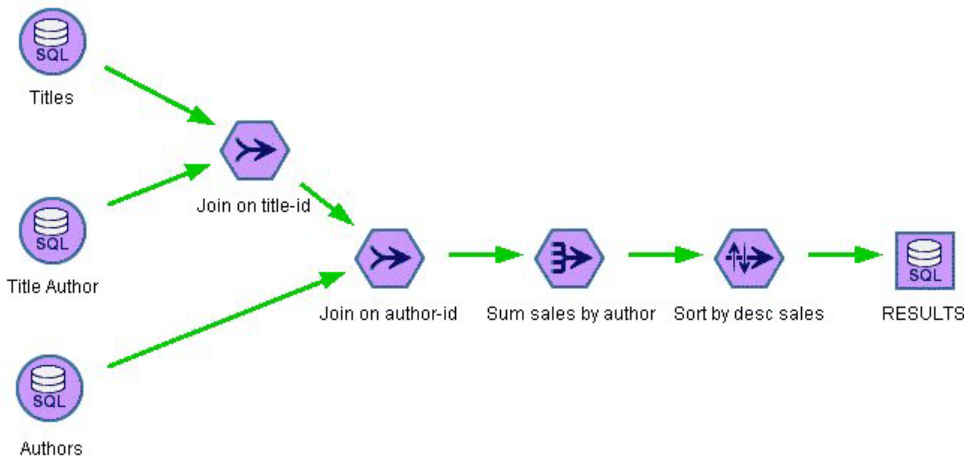 SQL
Titles
Join on title-id
SQL
Title Author
Join on author-id
Sum sales by author
Sort by desc sales
SQL
RESULTS
SQL
Authors